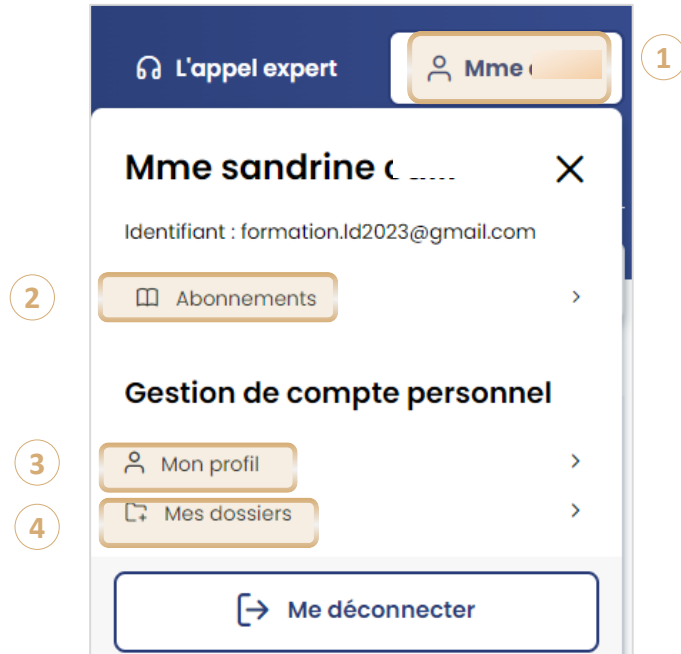 L'appel expert
Mme
1
Mme sandrine
Identifiant : formation.ld2023@gmail.com
2
Abonnements
Gestion de compte personnel
3
Mon profil
4
Mes dossiers
Me déconnecter